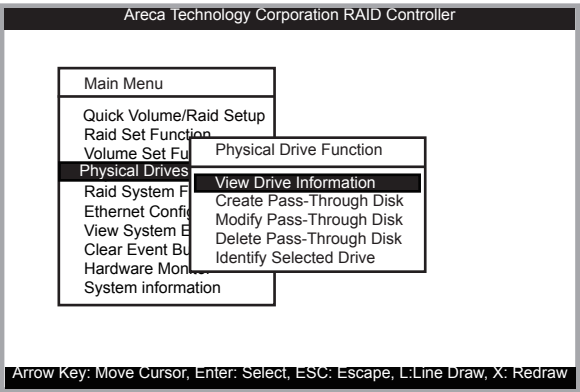 Areca Technology Corporation RAID Controller
Main Menu
Quick Volume/Raid Setup
Raid Set Function
Volume Set Fu
Physical Drives
Raid System F
Ethernet Config
View System E
Clear Event Bu
Hardware Monitor
System information
Physical Drive Function
View Drive Information
Create Pass-Through Disk
Modify Pass-Through Disk
Delete Pass-Through Disk
Identify Selected Drive
Arrow Key: Move Cursor, Enter: Select, ESC: Escape, L:Line Draw, X: Redraw